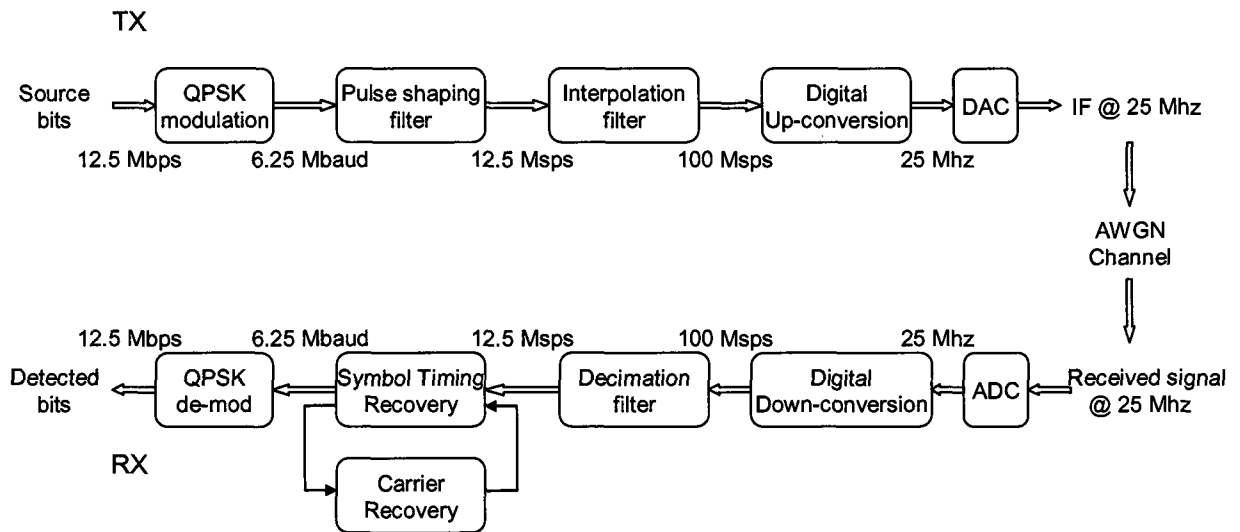 TX
Source bits
QPSK modulation
Pulse shaping filter
Interpolation filter
Digital Up-conversion
DAC
IF @ 25 Mhz
12.5 Mbps
6.25 Mbaud
12.5 Msps
100 Msps
25 Mhz
AWGN Channel
12.5 Mbps
6.25 Mbaud
12.5 Msps
100 Msps
25 Mhz
Detected bits
QPSK de-mod
Symbol Timing Recovery
Decimation filter
Digital Down-conversion
ADC
Received signal @ 25 Mhz
RX
Carrier Recovery